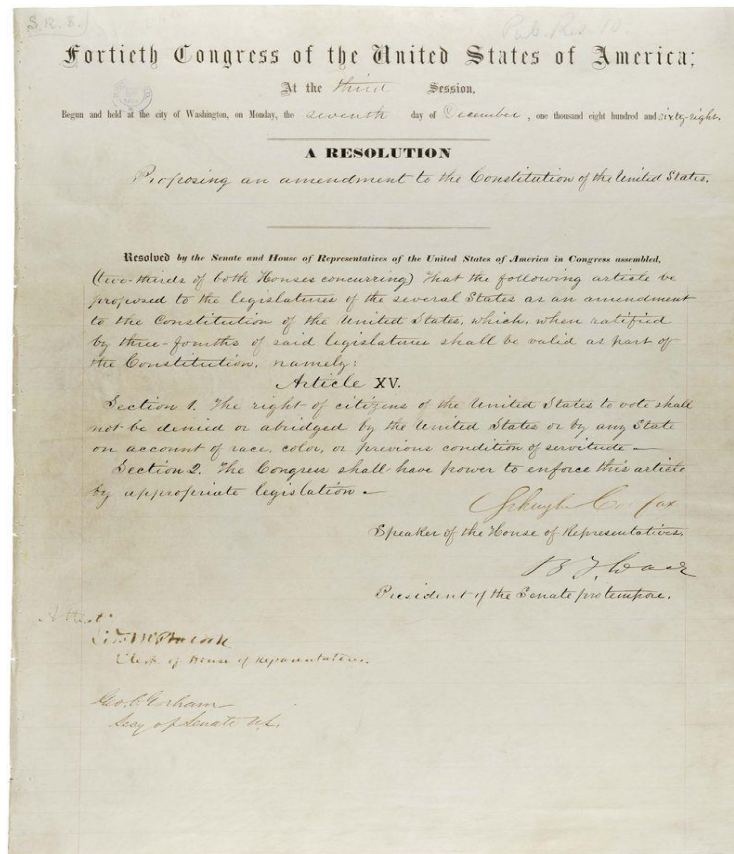 S.R. 8.
Pub. Res. 10.
Fortieth Congress of the United States of America;
At the third Session,
Begun and held at the city of Washington, on Monday, the seventh day of December, one thousand eight hundred and sixty-eight.
A RESOLUTION
Proposing an amendment to the Constitution of the United States.
Resolved by the Senate and House of Representatives of the United States of America in Congress assembled,
(two-thirds of both Houses concurring) That the following article be
proposed to the legislatures of the several States as an amendment
to the Constitution of the United States, which, when ratified
by three-fourths of said legislatures shall be valid as part of
the Constitution, namely:
Article XV.
Section 1. The right of citizens of the United States to vote shall
not be denied or abridged by the United States or by any State
on account of race, color, or previous condition of servitude —
Section 2. The Congress shall have power to enforce this article
by appropriate legislation —
Schuyler Colfax
Speaker of the House of Representatives.
B F Wade
President of the Senate pro tempore.
Attest:
Clerk of House of Representatives.
Geo. C. Gorham
Secy of Senate U.S.